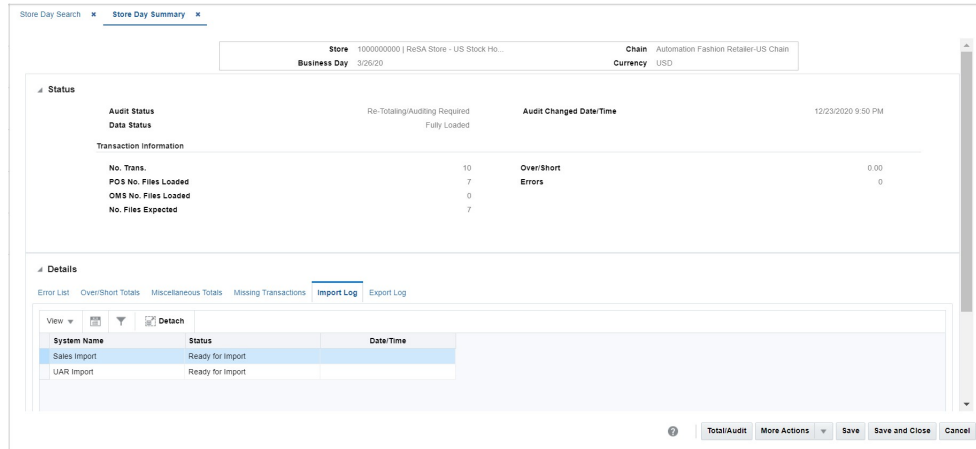 Store Day Search × Store Day Summary ×
Store 1000000000 | ReSA Store - US Stock Ho... Chain Automation Fashion Retailer-US Chain
Business Day 3/26/20 Currency USD
Status
Audit Status Re-Totaling/Auditing Required Audit Changed Date/Time 12/23/2020 9:50 PM
Data Status Fully Loaded
Transaction Information
No. Trans. 10 Over/Short 0.00
POS No. Files Loaded 7 Errors 0
OMS No. Files Loaded 0
No. Files Expected 7
Details
Error List Over/Short Totals Miscellaneous Totals Missing Transactions Import Log Export Log
View Detach
System Name Status Date/Time
Sales Import Ready for Import
UAR Import Ready for Import
? Total/Audit More Actions Save Save and Close Cancel